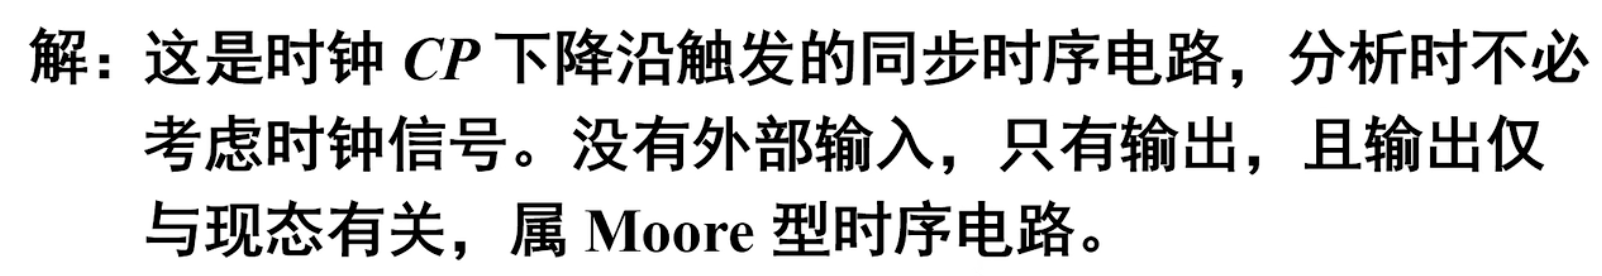 解：这是时钟 CP 下降沿触发的同步时序电路，分析时不必
考虑时钟信号。没有外部输入，只有输出，且输出仅
与现态有关，属 Moore 型时序电路。